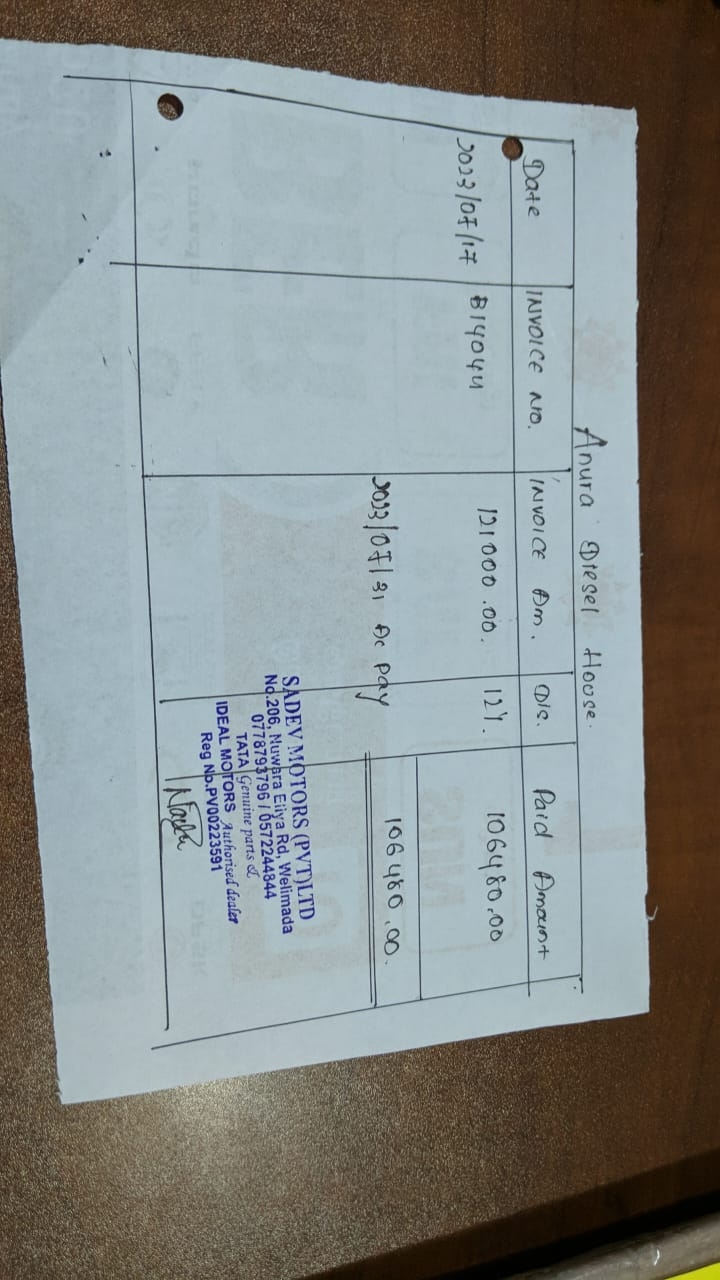 Anura Diesel House.
Date INVOICE NO. INVOICE Am. Dis. Paid Amount
2023/07/17 B14044 121000.00. 12%. 106480.00
106480.00.
2023/07/31 Ac pay
SADEV MOTORS (PVT)LTD
No.206, Nuwara Eliya Rd, Welimada
0778793796 / 0572244844
TATA Genuine parts &
IDEAL MOTORS Authorised dealer
Reg No.PV00223591